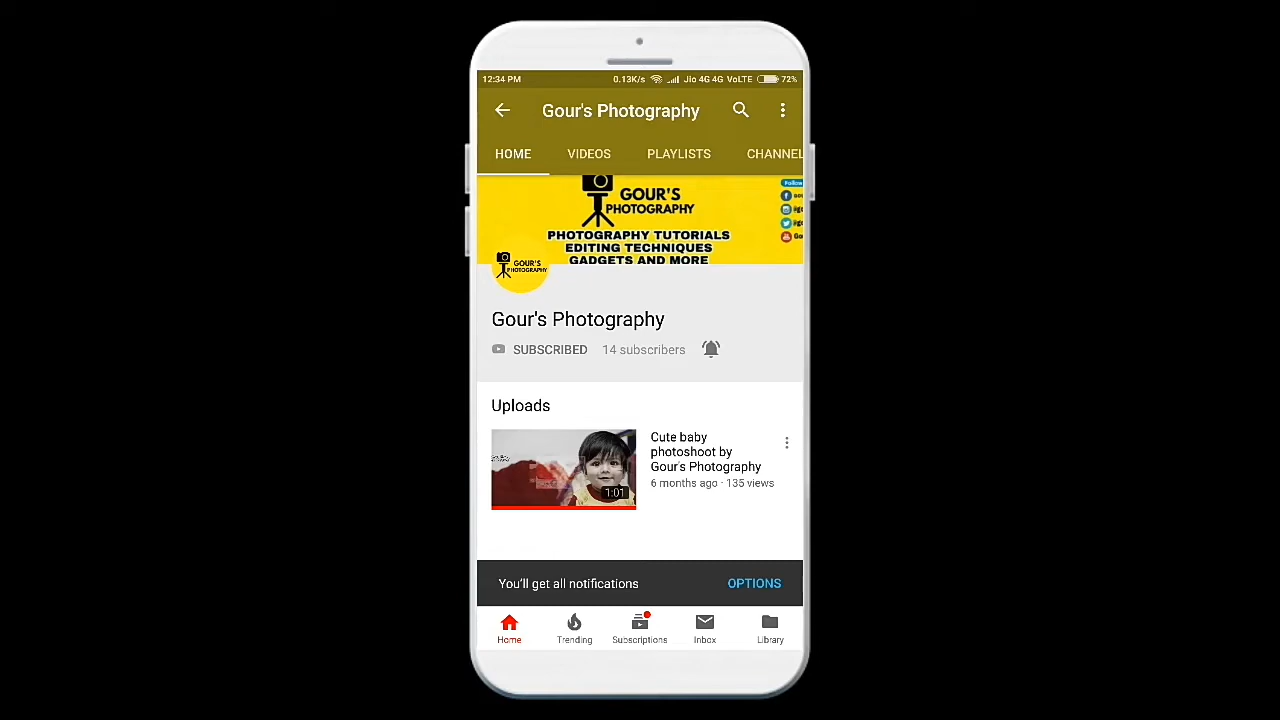 12:34 PM
0.13K/s
Jio 4G 4G VoLTE
72%
Gour's Photography
HOME
VIDEOS
PLAYLISTS
CHANNEL
GOUR'S
PHOTOGRAPHY
PHOTOGRAPHY TUTORIALS
EDITING TECHNIQUES
GADGETS AND MORE
Follow
GOUR'S
PHOTOGRAPHY
Gour's Photography
SUBSCRIBED
14 subscribers
Uploads
Cute baby
photoshoot by
Gour's Photography
6 months ago · 135 views
1:01
You'll get all notifications
OPTIONS
Home
Trending
Subscriptions
Inbox
Library